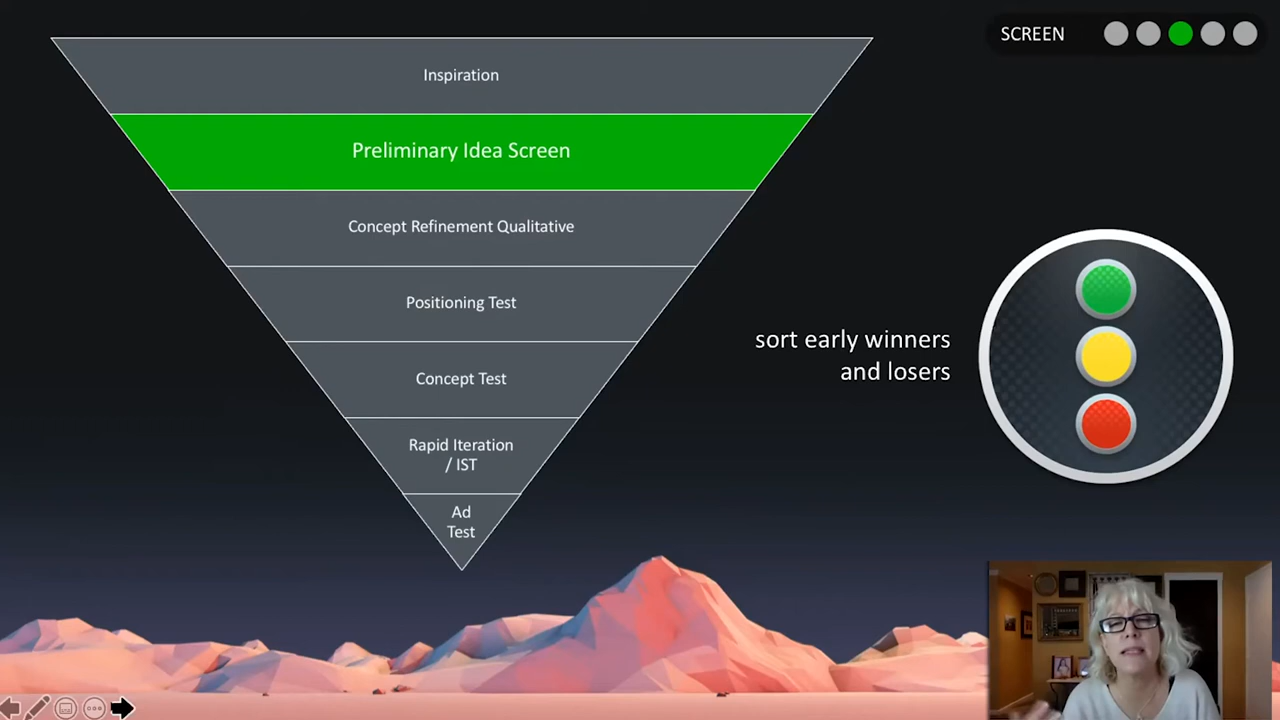 SCREEN
Inspiration
Preliminary Idea Screen
Concept Refinement Qualitative
Positioning Test
sort early winners
and losers
Concept Test
Rapid Iteration
/ IST
Ad
Test